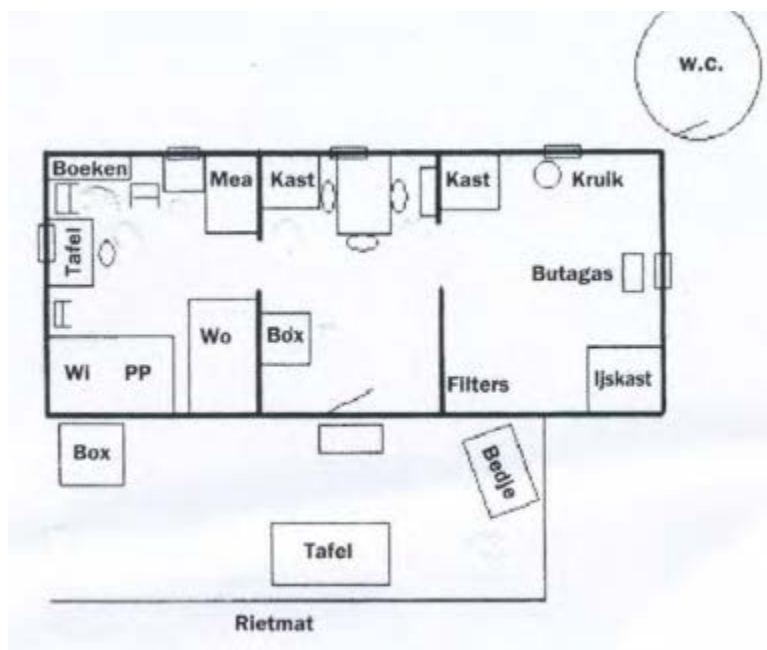 w.c.
Boeken
Mea
Kast
Kast
Kruik
Tafel
Butagas
Wo
Box
Wi PP
Filters
Ijskast
Box
Bedje
Tafel
Rietmat